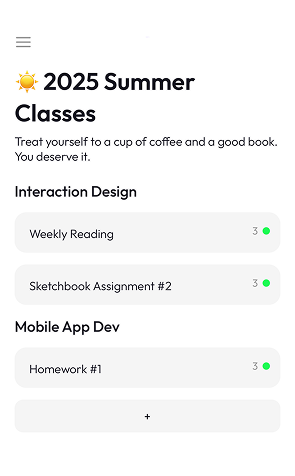 ☀️ 2025 Summer
Classes
Treat yourself to a cup of coffee and a good book.
You deserve it.
Interaction Design
Weekly Reading 3
Sketchbook Assignment #2 3
Mobile App Dev
Homework #1 3
+